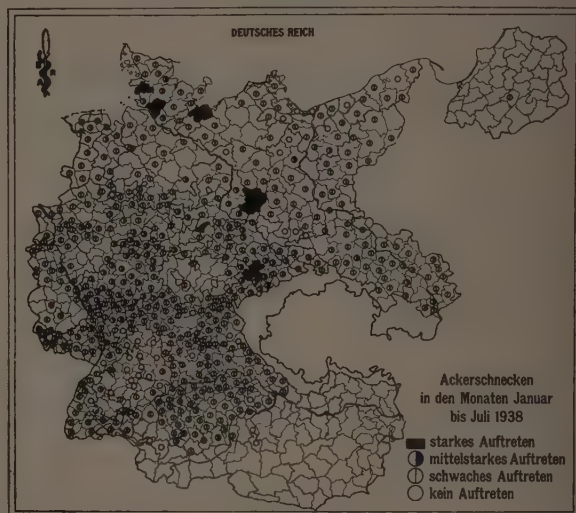 DEUTSCHES REICH
Ackerschnecken
in den Monaten Januar
bis Juli 1938
starkes Auftreten
mittelstarkes Auftreten
schwaches Auftreten
kein Auftreten